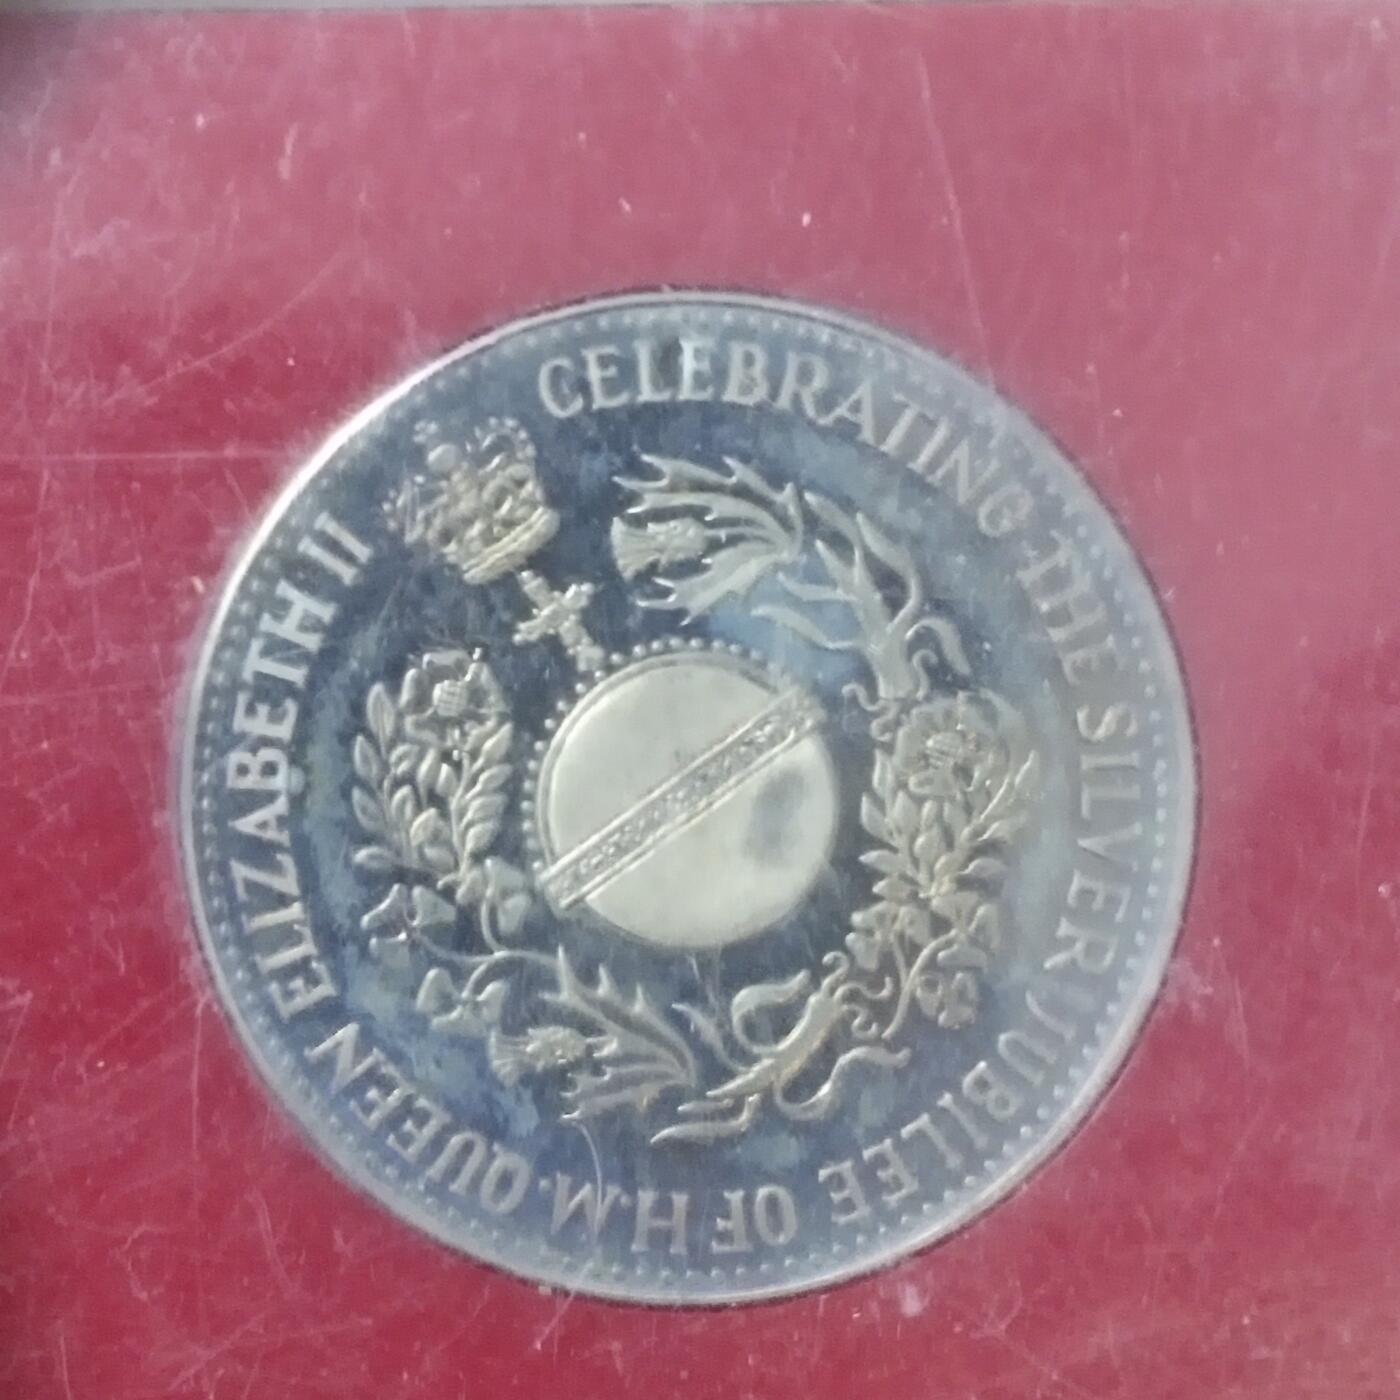 CELEBRATING THE SILVER JUBILEE OF H.M. QUEEN ELIZABETH II